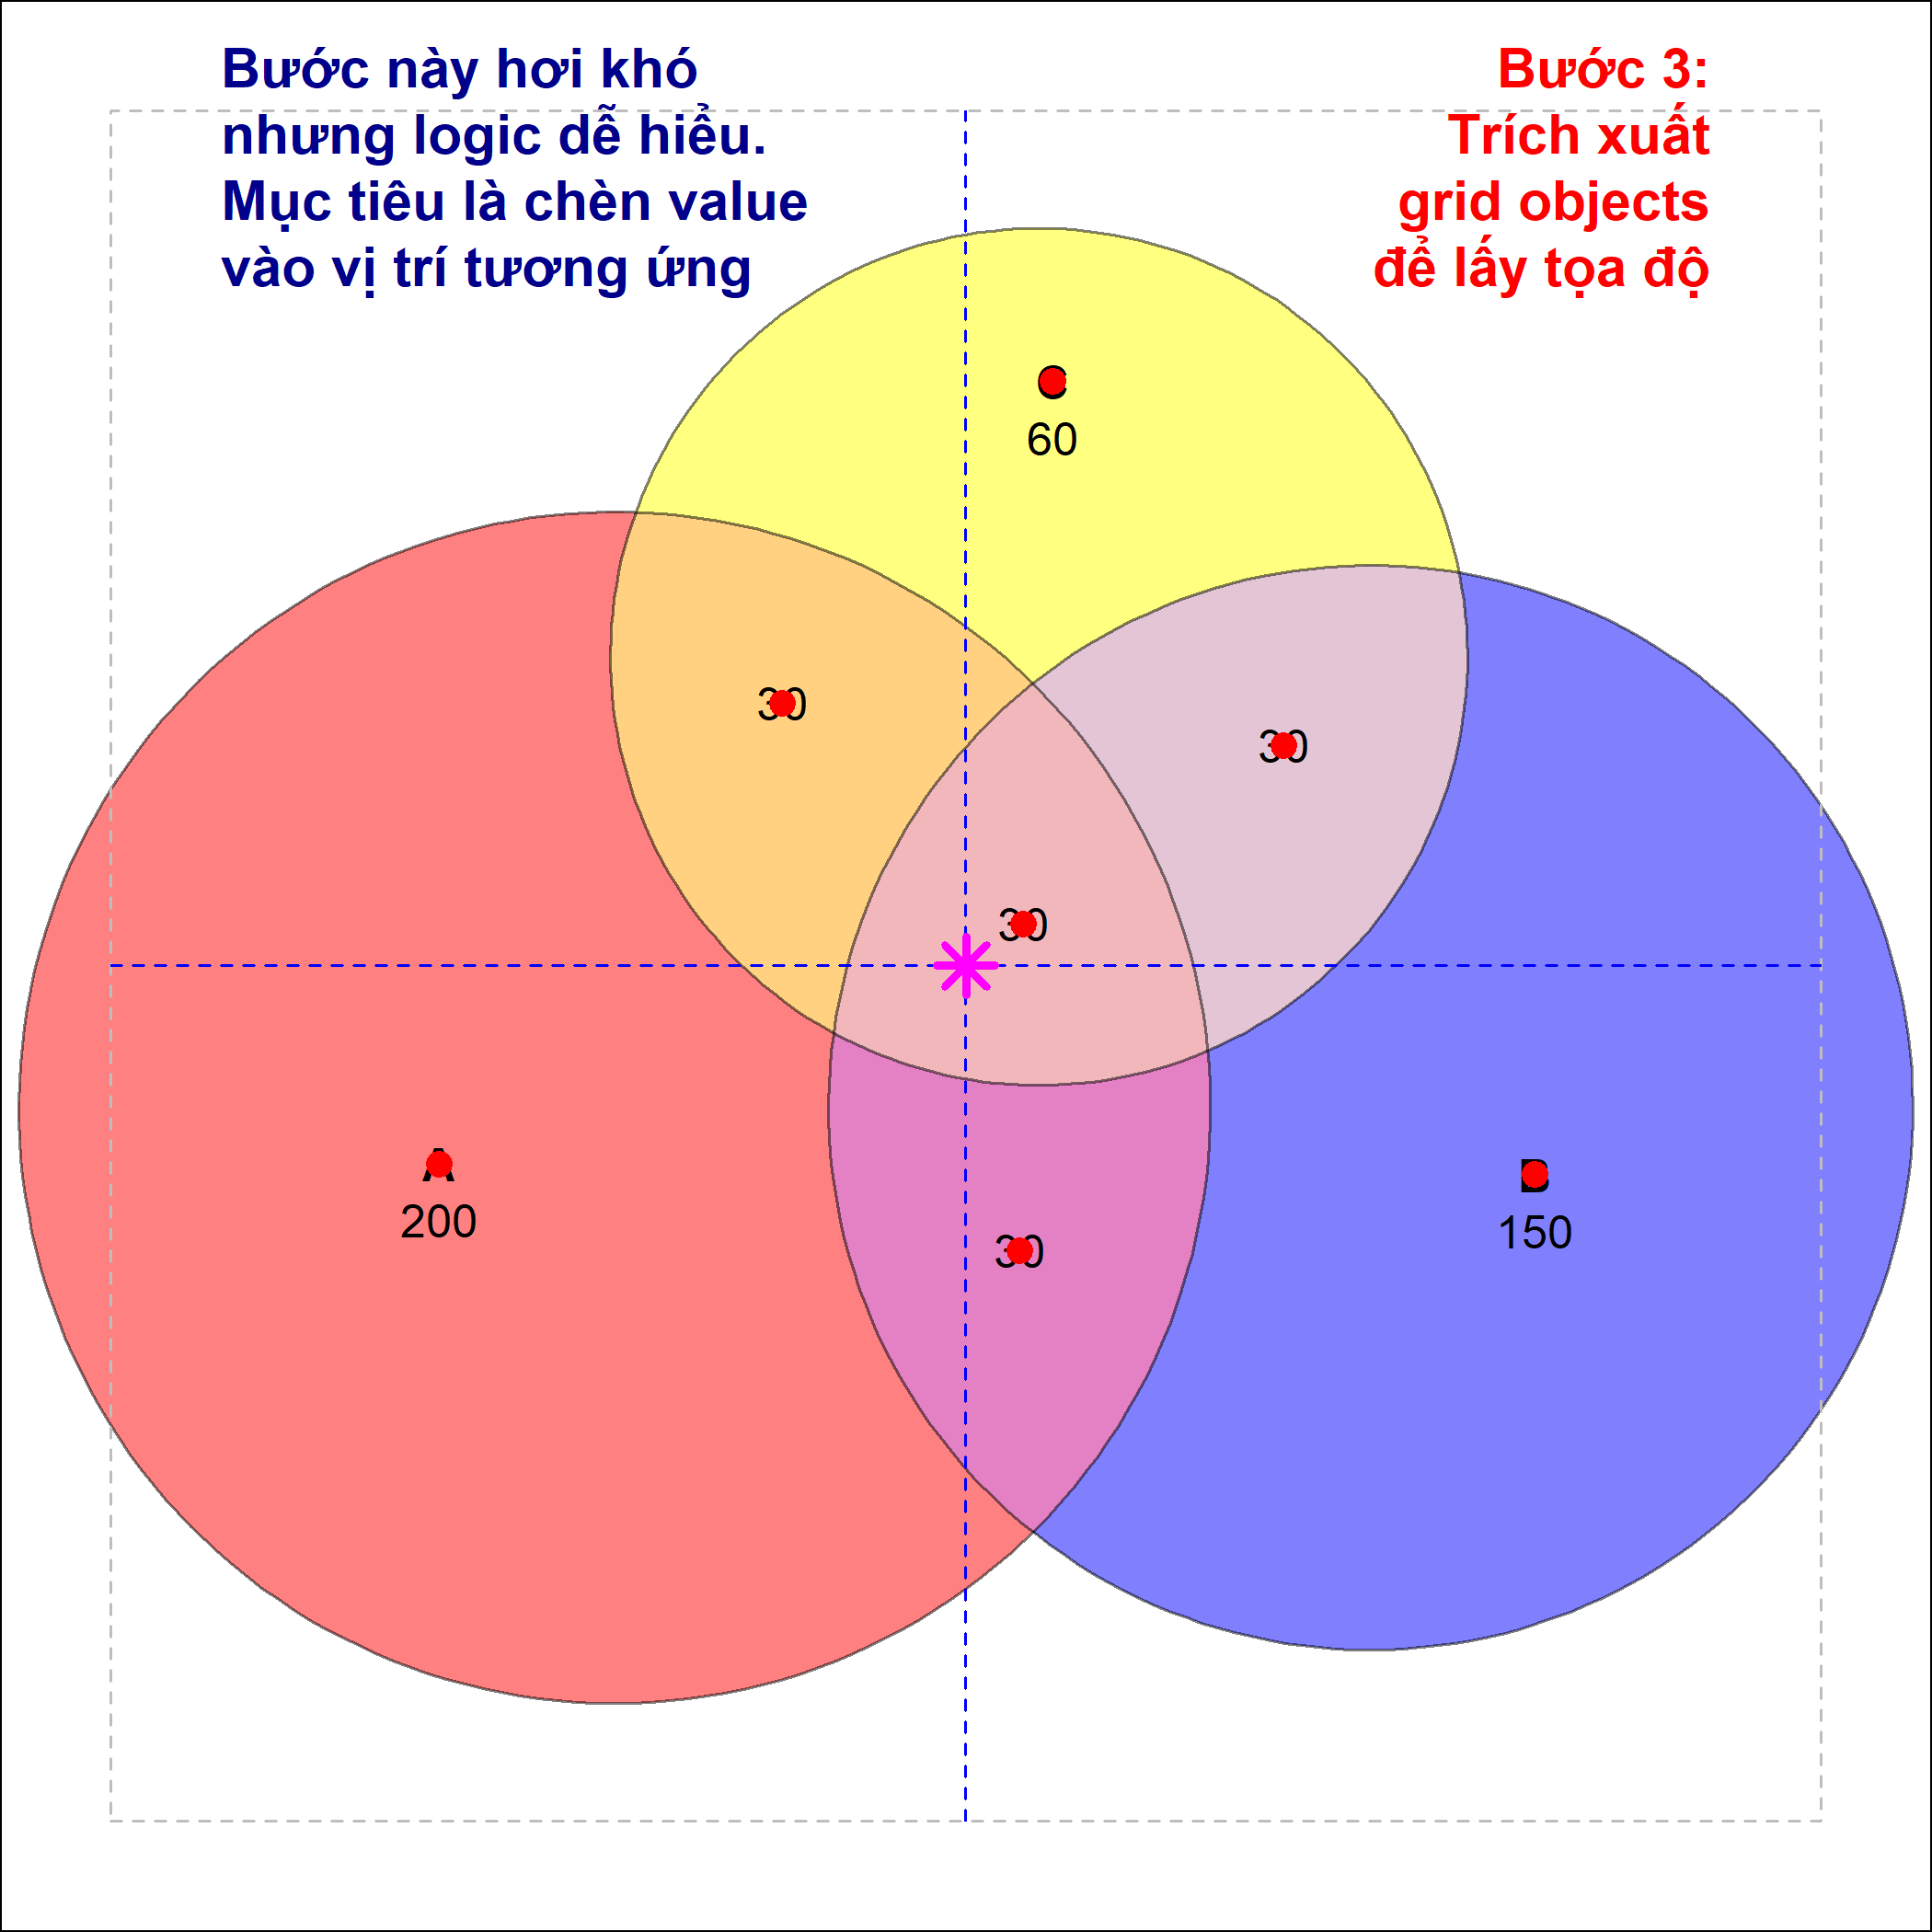 Bước này hơi khó
nhưng logic dễ hiểu.
Mục tiêu là chèn value
vào vị trí tương ứng
Bước 3:
Trích xuất
grid objects
để lấy tọa độ
C
60
30
30
30
A
200
B
150
30